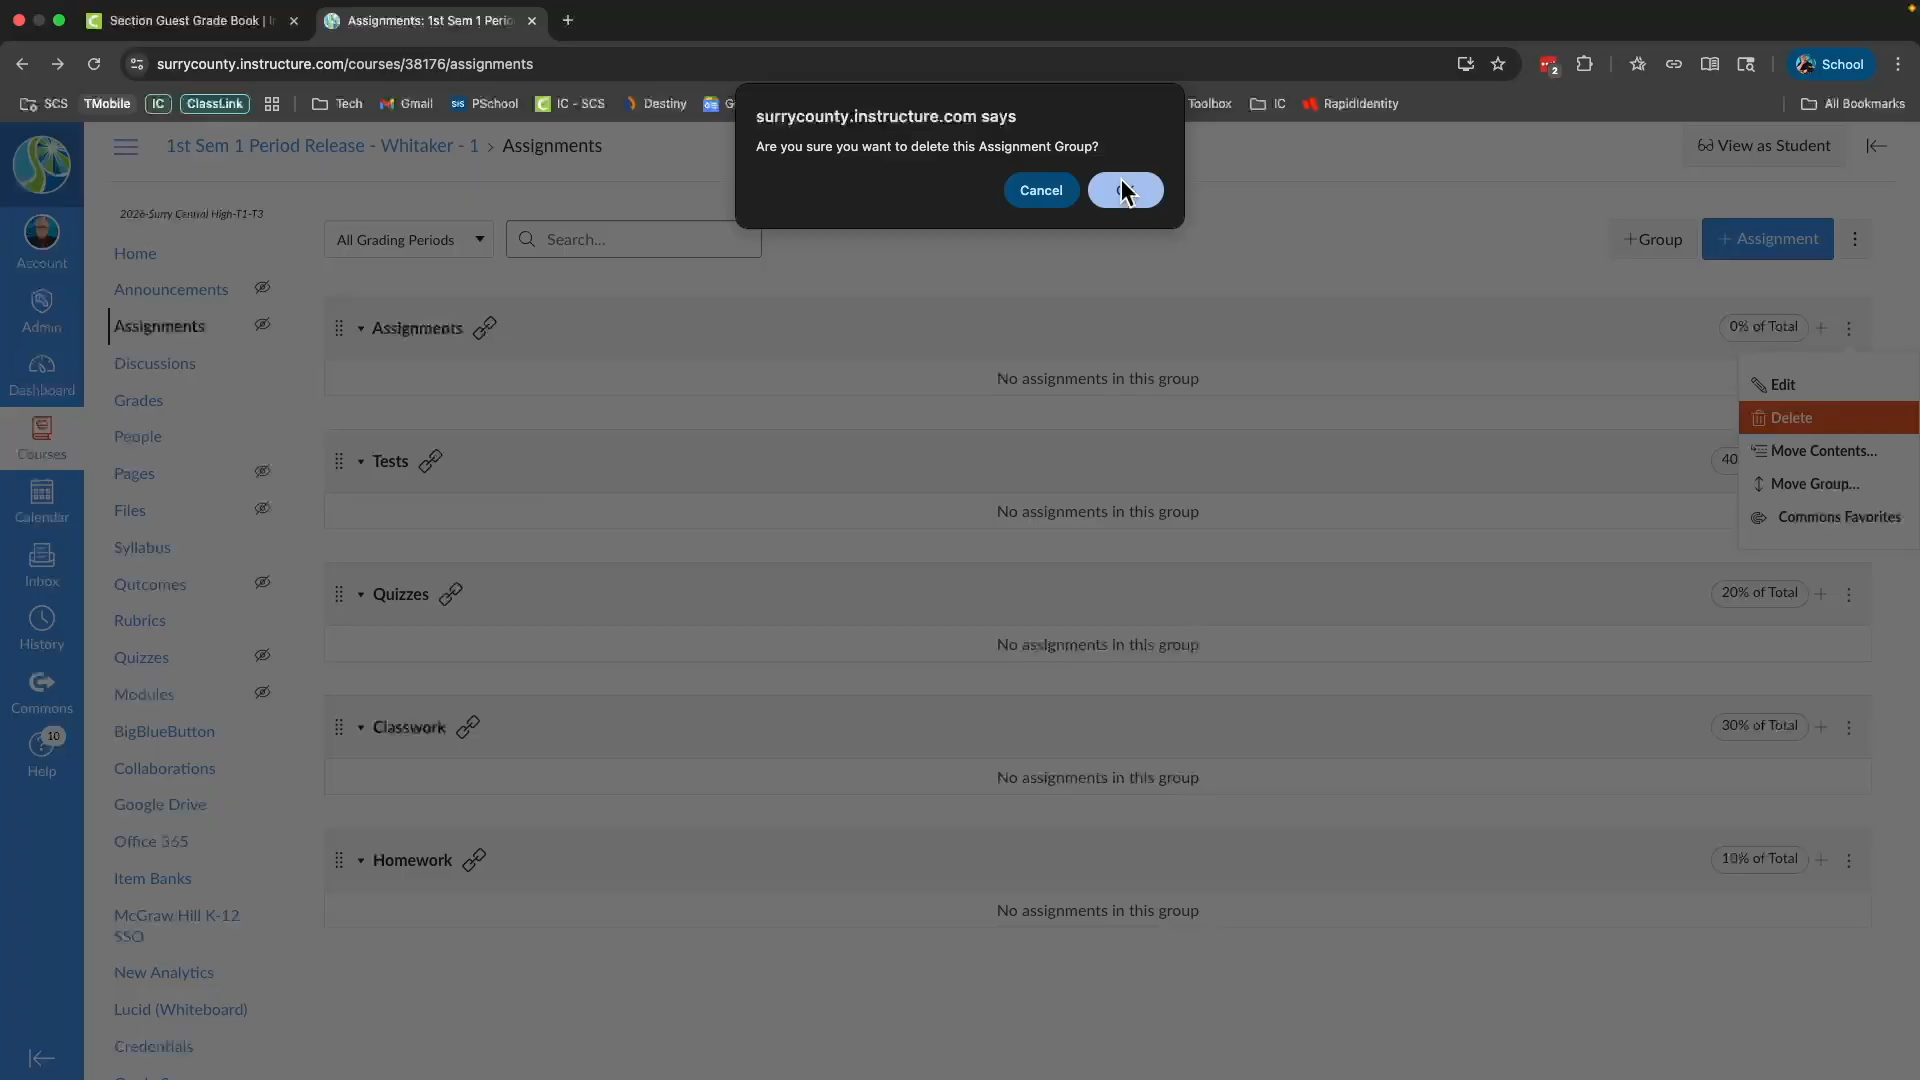 Section Guest Grade Book | I
Assignments: 1st Sem 1 Perio
surrycounty.instructure.com/courses/38176/assignments
2
School
SCS
TMobile
IC
ClassLink
Tech
Gmail
SIS PSchool
IC - SCS
Destiny
Toolbox
IC
RapidIdentity
All Bookmarks
surrycounty.instructure.com says
Are you sure you want to delete this Assignment Group?
Cancel
1st Sem 1 Period Release - Whitaker - 1 › Assignments
View as Student
2026-Surry Central High-T1-T3
Account
Admin
Dashboard
Courses
Calendar
Inbox
History
Commons
10
Help
Home
Announcements
Assignments
Discussions
Grades
People
Pages
Files
Syllabus
Outcomes
Rubrics
Quizzes
Modules
BigBlueButton
Collaborations
Google Drive
Office 365
Item Banks
McGraw Hill K-12
SSO
New Analytics
Lucid (Whiteboard)
Credentials
All Grading Periods
Search...
+Group
+ Assignment
Assignments
0% of Total
No assignments in this group
Edit
Delete
Move Contents...
Move Group...
Commons Favorites
Tests
40
No assignments in this group
Quizzes
20% of Total
No assignments in this group
Classwork
30% of Total
No assignments in this group
Homework
10% of Total
No assignments in this group